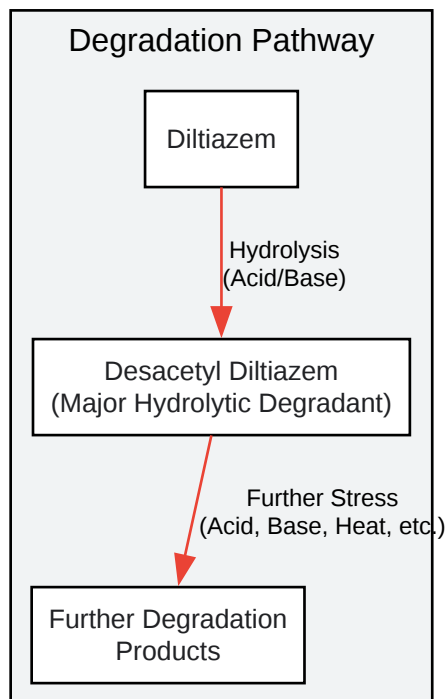 Degradation Pathway
Diltiazem
Hydrolysis
(Acid/Base)
Desacetyl Diltiazem
(Major Hydrolytic Degradant)
Further Stress
(Acid, Base, Heat, etc.)
Further Degradation
Products